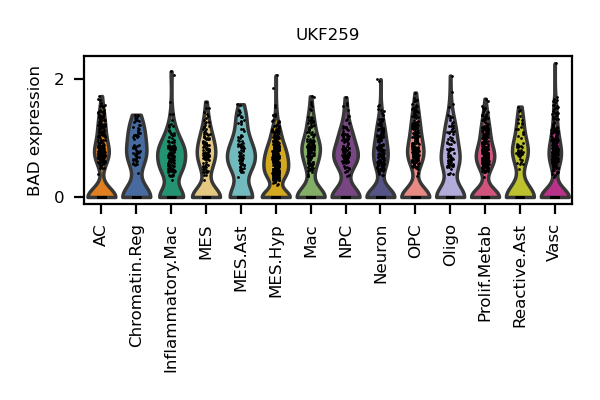 UKF259
BAD expression
2
0
AC
Chromatin.Reg
Inflammatory.Mac
MES
MES.Ast
MES.Hyp
Mac
NPC
Neuron
OPC
Oligo
Prolif.Metab
Reactive.Ast
Vasc